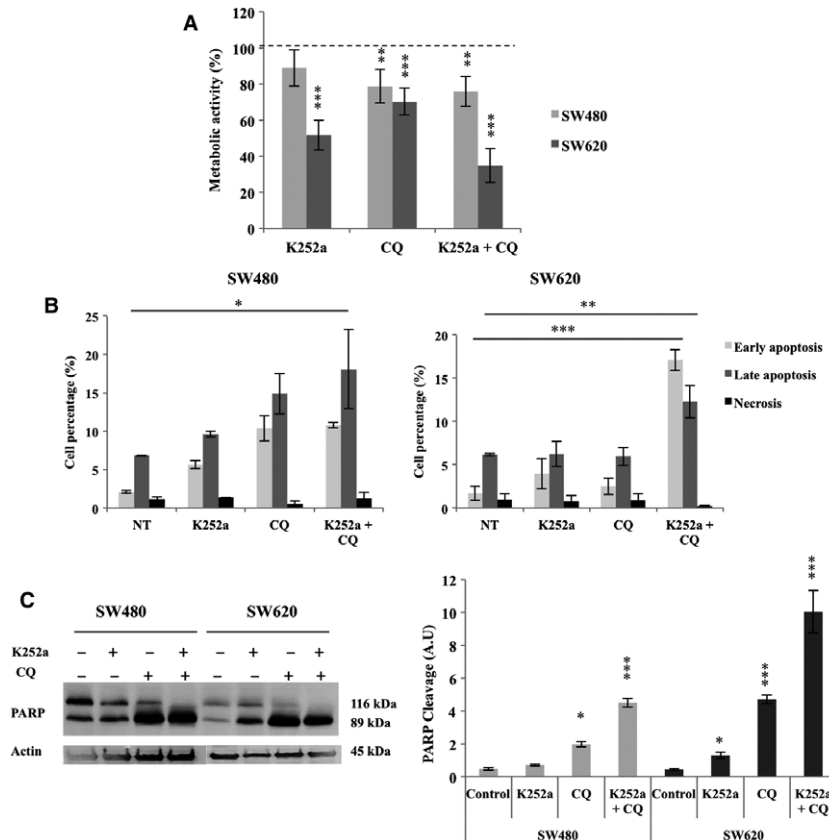 A
Metabolic activity (%)
120
100
80
60
40
20
0
***
**
***
**
***
K252a CQ K252a + CQ
SW480
SW620
B
SW480
*
Cell percentage (%)
25
20
15
10
5
0
NT K252a CQ K252a +
CQ
SW620
**
***
Cell percentage (%)
20
15
10
5
0
NT K252a CQ K252a +
CQ
Early apoptosis
Late apoptosis
Necrosis
C
SW480 SW620
K252a – + – + – + – +
CQ – – + + – – + +
PARP
116 kDa
89 kDa
Actin 45 kDa
PARP Cleavage (A.U)
12
10
8
6
4
2
0
*
***
*
***
***
Control K252a CQ K252a
+ CQ
Control K252a CQ K252a
+ CQ
SW480 SW620